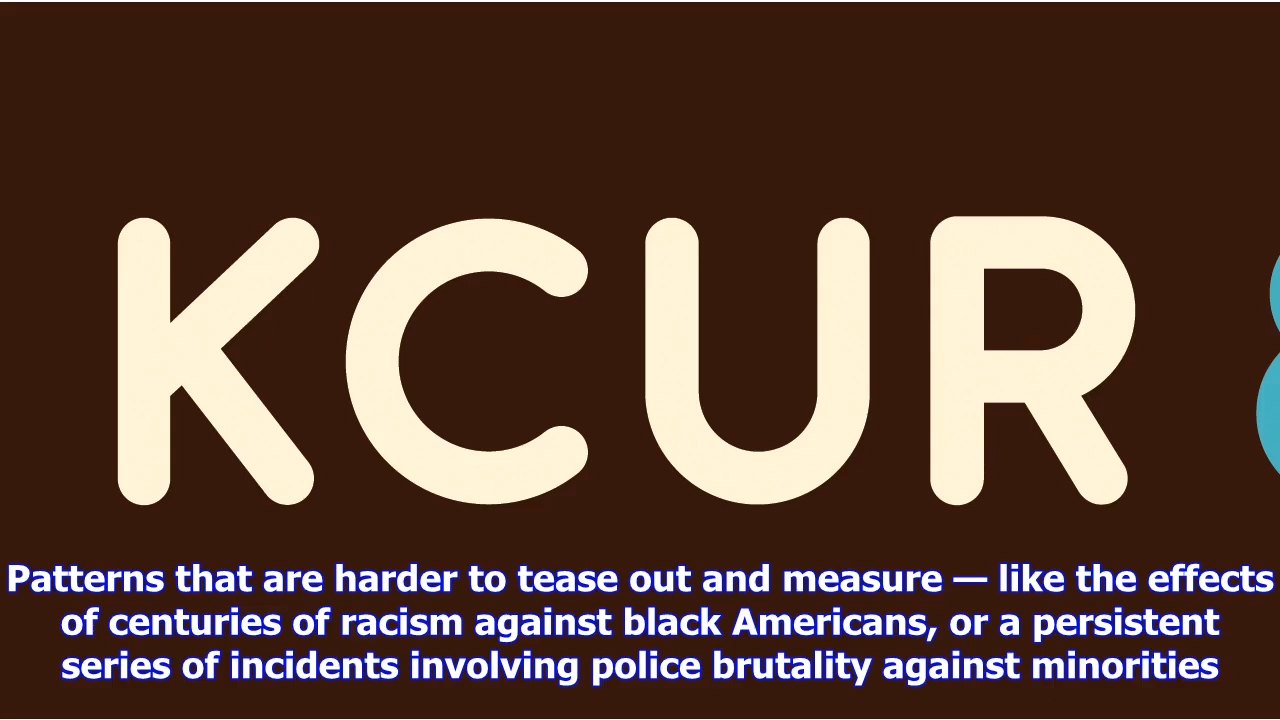 KCUR
Patterns that are harder to tease out and measure — like the effects
of centuries of racism against black Americans, or a persistent
series of incidents involving police brutality against minorities